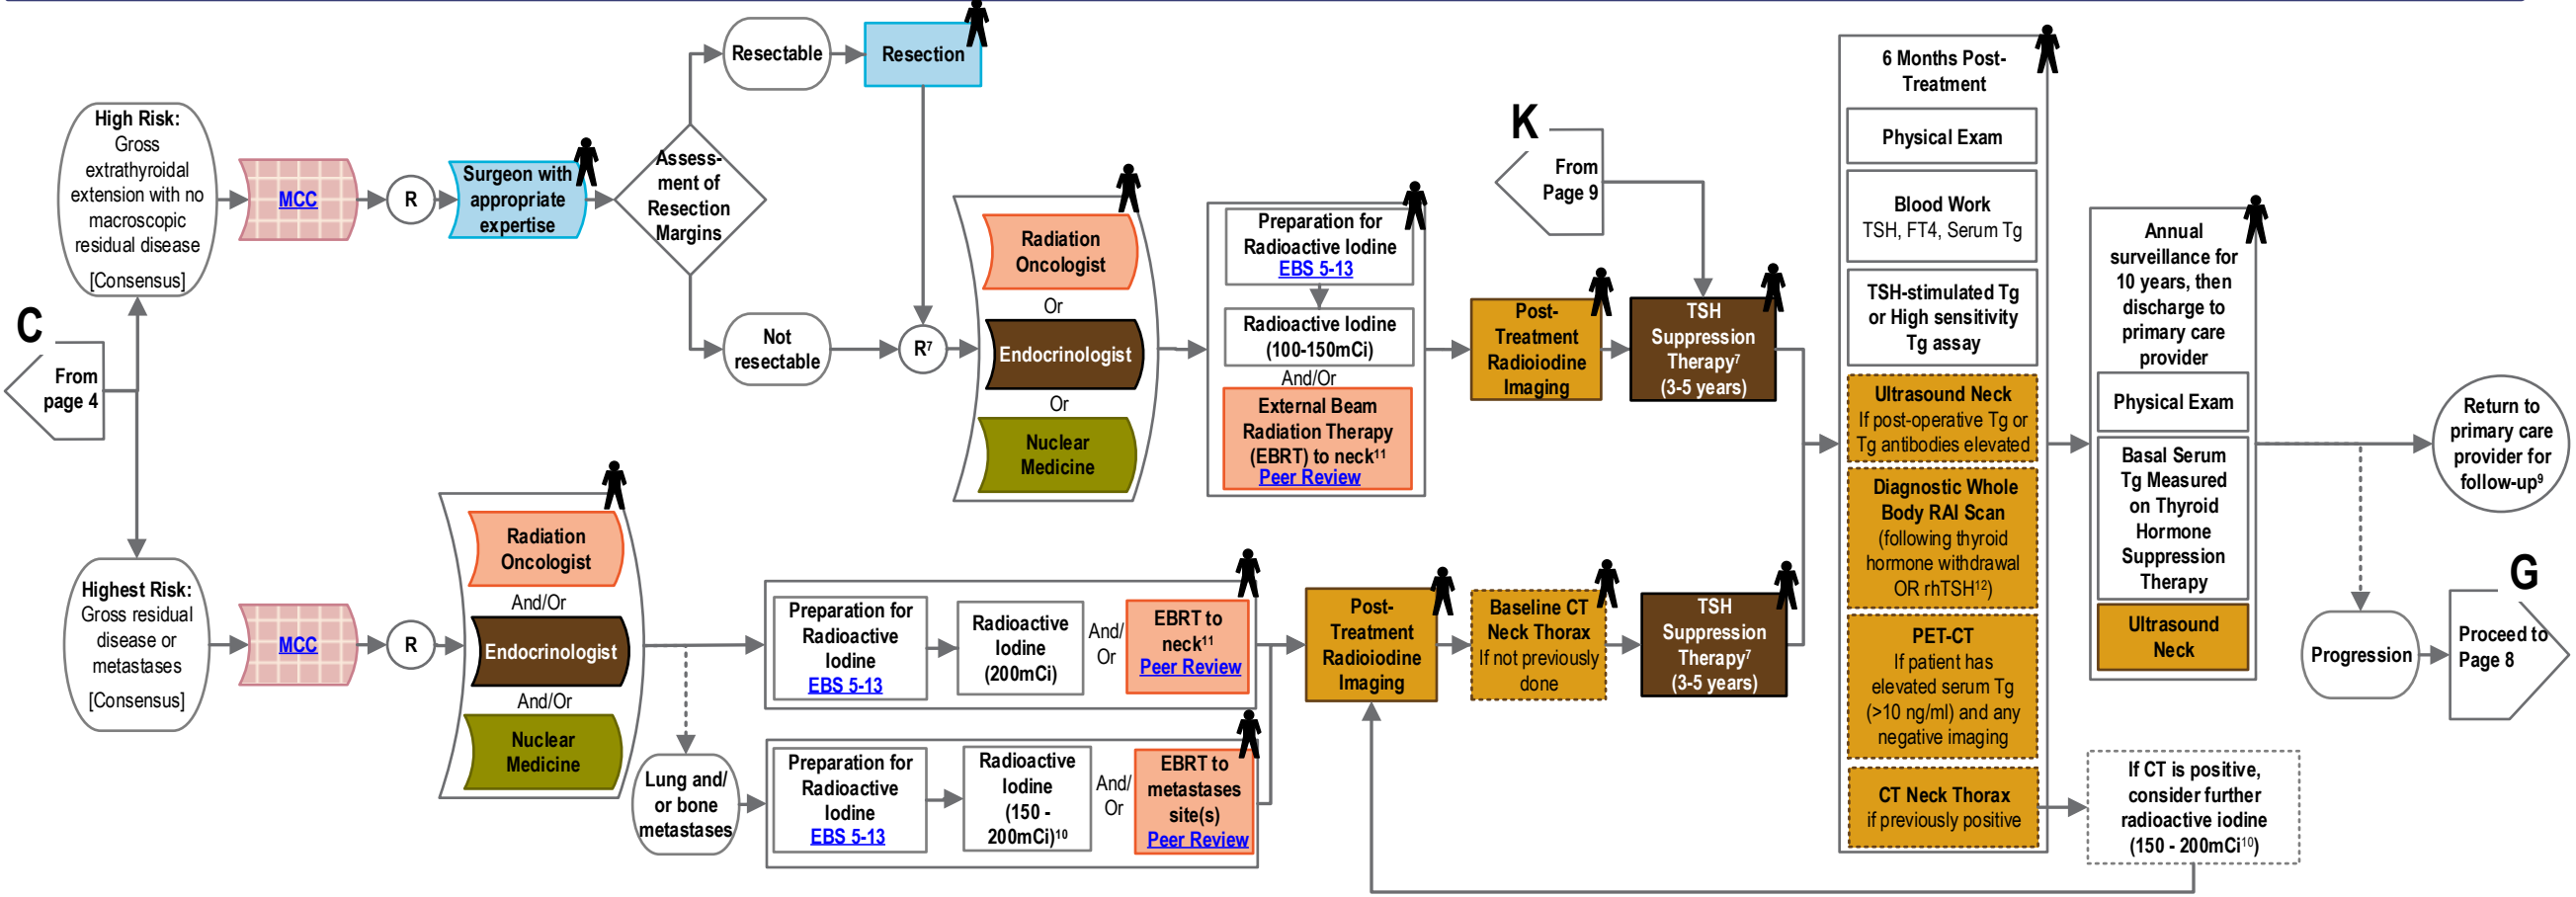 C
From
page 4
High Risk:
Gross
extrathyroidal
extension with no
macroscopic
residual disease
[Consensus]
MCC
R
Surgeon with
appropriate
expertise
Assess-
ment of
Resection
Margins
Resectable
Resection
Not
resectable
R⁷
Radiation
Oncologist
Or
Endocrinologist
Or
Nuclear
Medicine
Preparation for
Radioactive Iodine
EBS 5-13
Radioactive Iodine
(100-150mCi)
And/Or
External Beam
Radiation Therapy
(EBRT) to neck¹¹
Peer Review
Post-
Treatment
Radioiodine
Imaging
K
From
Page 9
TSH
Suppression
Therapy⁷
(3-5 years)
Highest Risk:
Gross residual
disease or
metastases
[Consensus]
MCC
R
Radiation
Oncologist
And/Or
Endocrinologist
And/Or
Nuclear
Medicine
Preparation for
Radioactive
Iodine
EBS 5-13
Radioactive
Iodine
(200mCi)
And/
Or
EBRT to
neck¹¹
Peer Review
Lung and/
or bone
metastases
Preparation for
Radioactive
Iodine
EBS 5-13
Radioactive
Iodine
(150 -
200mCi)¹⁰
And/
Or
EBRT to
metastases
site(s)
Peer Review
Post-
Treatment
Radioiodine
Imaging
Baseline CT
Neck Thorax
If not previously
done
TSH
Suppression
Therapy⁷
(3-5 years)
6 Months Post-
Treatment
Physical Exam
Blood Work
TSH, FT4, Serum Tg
TSH-stimulated Tg
or High sensitivity
Tg assay
Ultrasound Neck
If post-operative Tg or
Tg antibodies elevated
Diagnostic Whole
Body RAI Scan
(following thyroid
hormone withdrawal
OR rhTSH¹²)
PET-CT
If patient has
elevated serum Tg
(>10 ng/ml) and any
negative imaging
CT Neck Thorax
if previously positive
If CT is positive,
consider further
radioactive iodine
(150 - 200mCi¹⁰)
Annual
surveillance for
10 years, then
discharge to
primary care
provider
Physical Exam
Basal Serum
Tg Measured
on Thyroid
Hormone
Suppression
Therapy
Ultrasound
Neck
Return to
primary care
provider for
follow-up⁹
Progression
G
Proceed to
Page 8